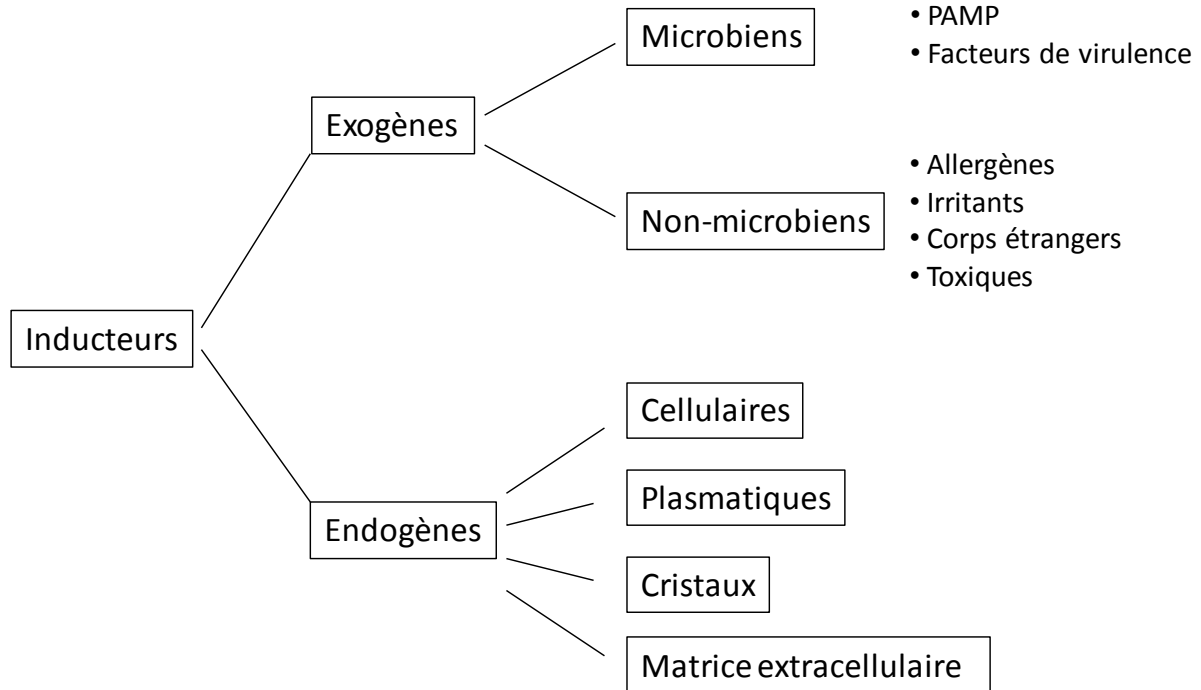 Microbiens
• PAMP
• Facteurs de virulence
Exogènes
Non-microbiens
• Allergènes
• Irritants
• Corps étrangers
• Toxiques
Inducteurs
Cellulaires
Plasmatiques
Endogènes
Cristaux
Matrice extracellulaire